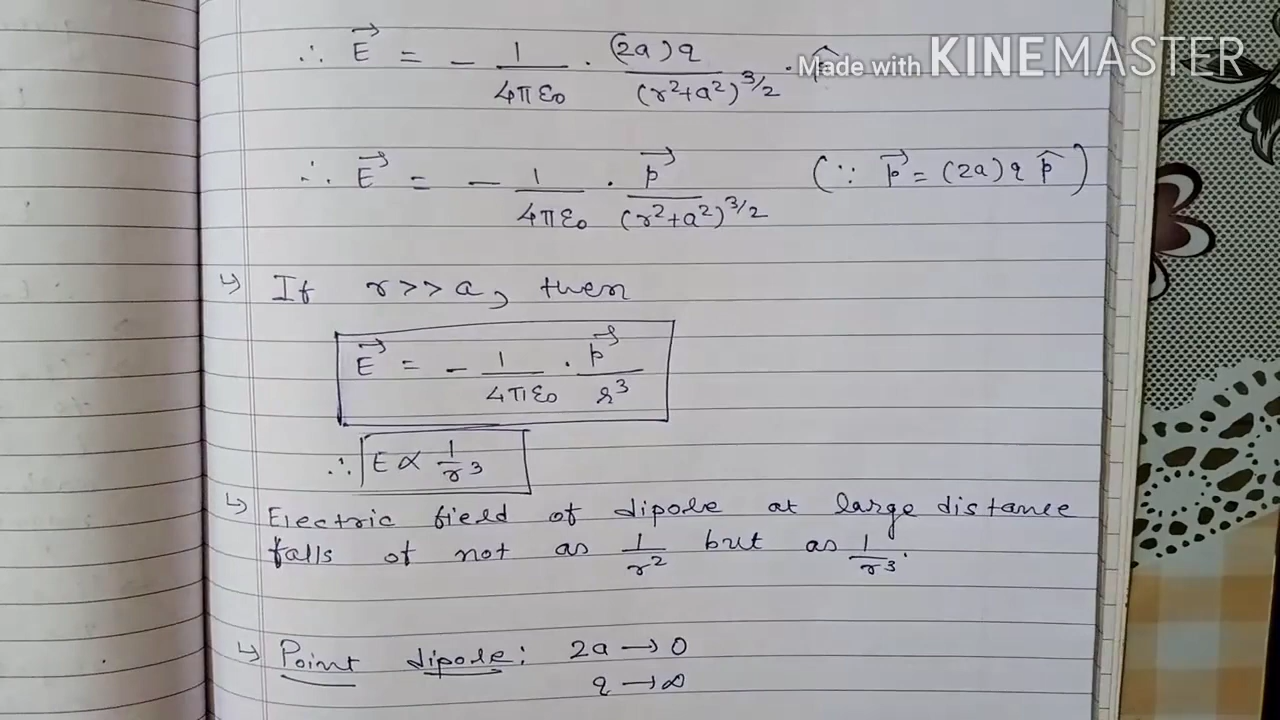 ∴ E⃗ = - 1/4πε₀ · (2a)q/(r²+a²)^3/2 ·
Made with KINEMASTER
∴ E⃗ = - 1/4πε₀ · p⃗/(r²+a²)^3/2 (∵ p⃗ = (2a)q p̂)
↳ If r>>a, then
E⃗ = - 1/4πε₀ · p⃗/r³
∴ E ∝ 1/r³
↳ Electric field of dipole at large distance
falls of not as 1/r² but as 1/r³.
↳ Point dipole: 2a → 0
q → ∞